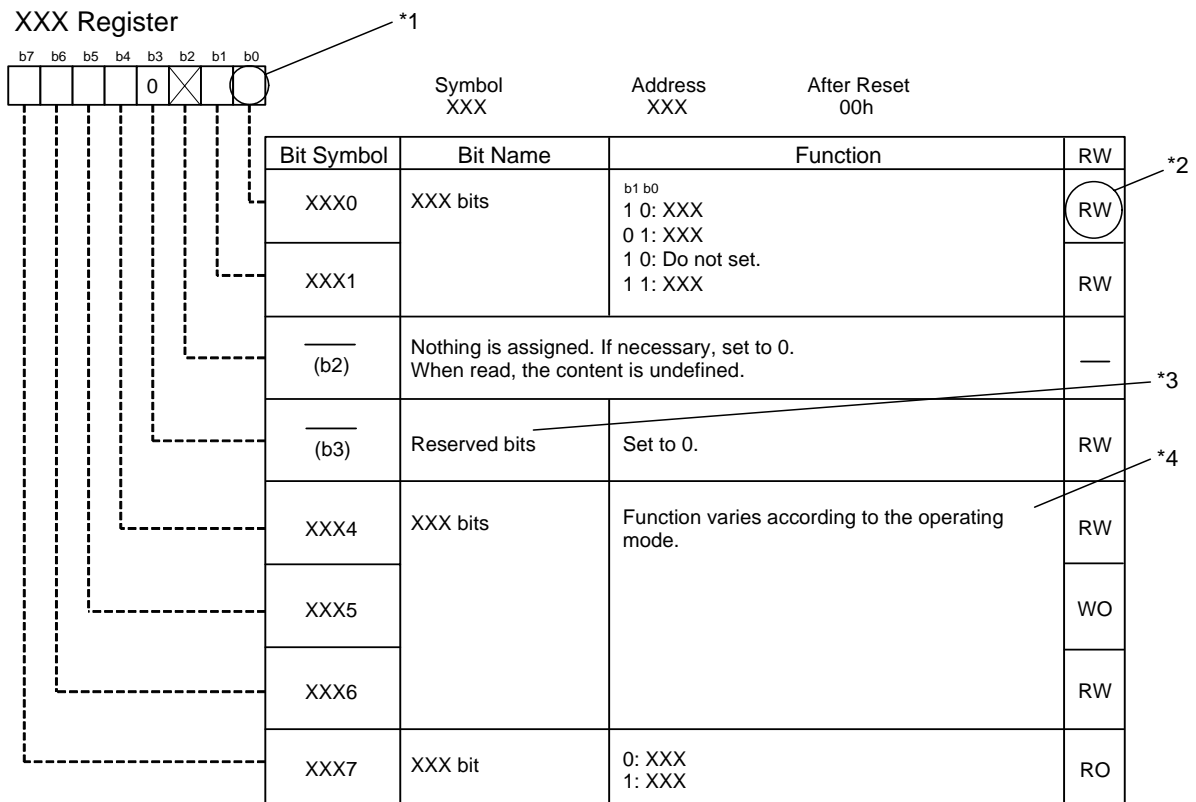 XXX Register
*1
b7 b6 b5 b4 b3 b2 b1 b0
0
Symbol Address After Reset
XXX XXX 00h
Bit Symbol Bit Name Function RW
*2
XXX0 XXX bits b1 b0
1 0: XXX
0 1: XXX
1 0: Do not set.
1 1: XXX
RW
XXX1 RW
(b2) Nothing is assigned. If necessary, set to 0.
When read, the content is undefined.
—
*3
(b3) Reserved bits Set to 0. RW
*4
XXX4 XXX bits Function varies according to the operating
mode.
RW
XXX5 WO
XXX6 RW
XXX7 XXX bit 0: XXX
1: XXX
RO